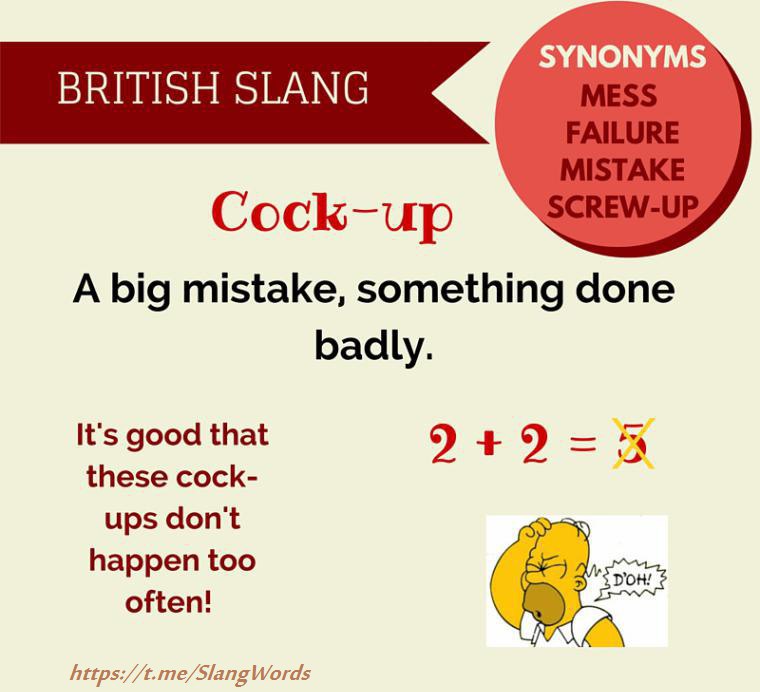 BRITISH SLANG
SYNONYMS
MESS
FAILURE
MISTAKE
SCREW-UP
Cock-up
A big mistake, something done
badly.
It's good that
these cock-
ups don't
happen too
often!
2 + 2 = 5
D'OH!
https://t.me/SlangWords